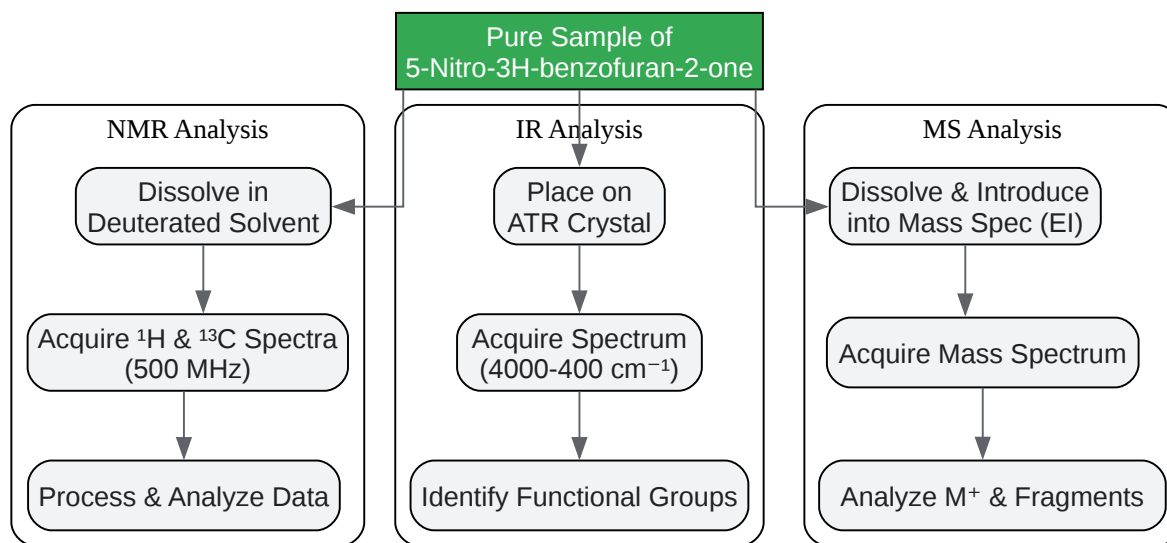 Pure Sample of
5-Nitro-3H-benzofuran-2-one
NMR Analysis
Dissolve in
Deuterated Solvent
Acquire ¹H & ¹³C Spectra
(500 MHz)
Process & Analyze Data
IR Analysis
Place on
ATR Crystal
Acquire Spectrum
(4000-400 cm⁻¹)
Identify Functional Groups
MS Analysis
Dissolve & Introduce
into Mass Spec (EI)
Acquire Mass Spectrum
Analyze M⁺ & Fragments